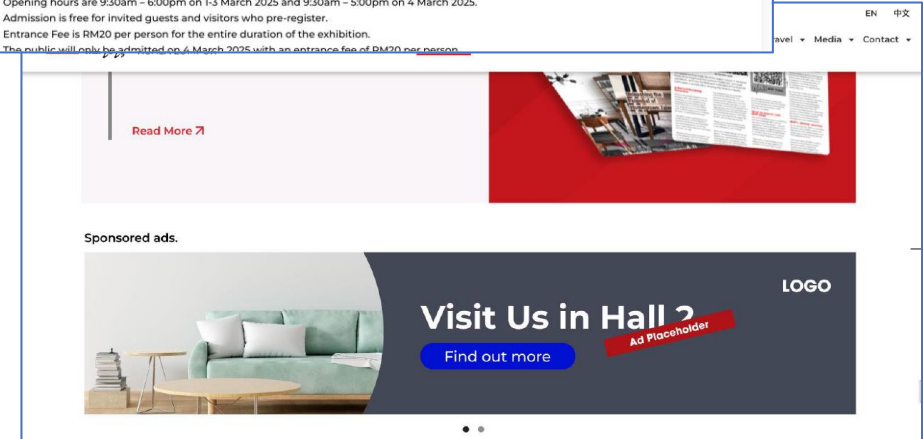 Opening hours are 9:30am – 6:00pm on 1-3 March 2025 and 9:30am – 5:00pm on 4 March 2025.
Admission is free for invited guests and visitors who pre-register.
Entrance Fee is RM20 per person for the entire duration of the exhibition.
The public will only be admitted on 4 March 2025 with an entrance fee of RM20 per person
EN 中文
Media Contact
Read More
Sponsored ads.
LOGO
Visit Us in Hall 2
Ad Placeholder
Find out more